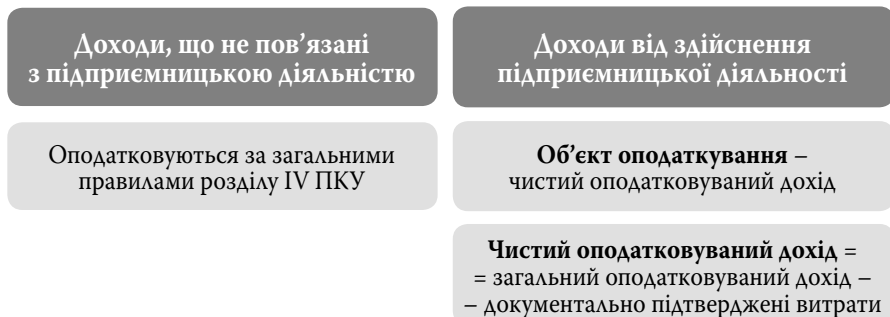 Доходи, що не пов’язані
з підприємницькою діяльністю
Оподатковуються за загальними
правилами розділу IV ПКУ
Доходи від здійснення
підприємницької діяльності
Об’єкт оподаткування –
чистий оподатковуваний дохід
Чистий оподатковуваний дохід =
= загальний оподатковуваний дохід –
– документально підтверджені витрати